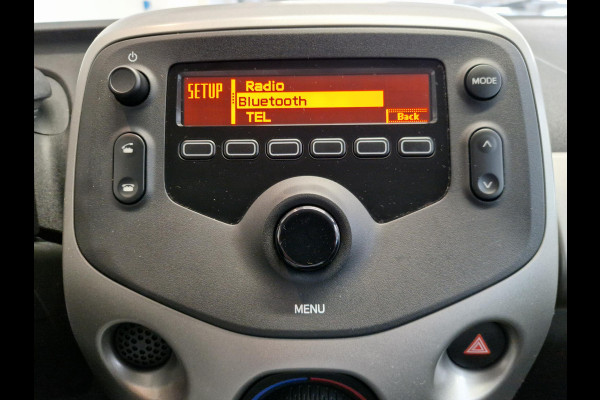 SETUP
Radio
Bluetooth
TEL
Back
MODE
MENU